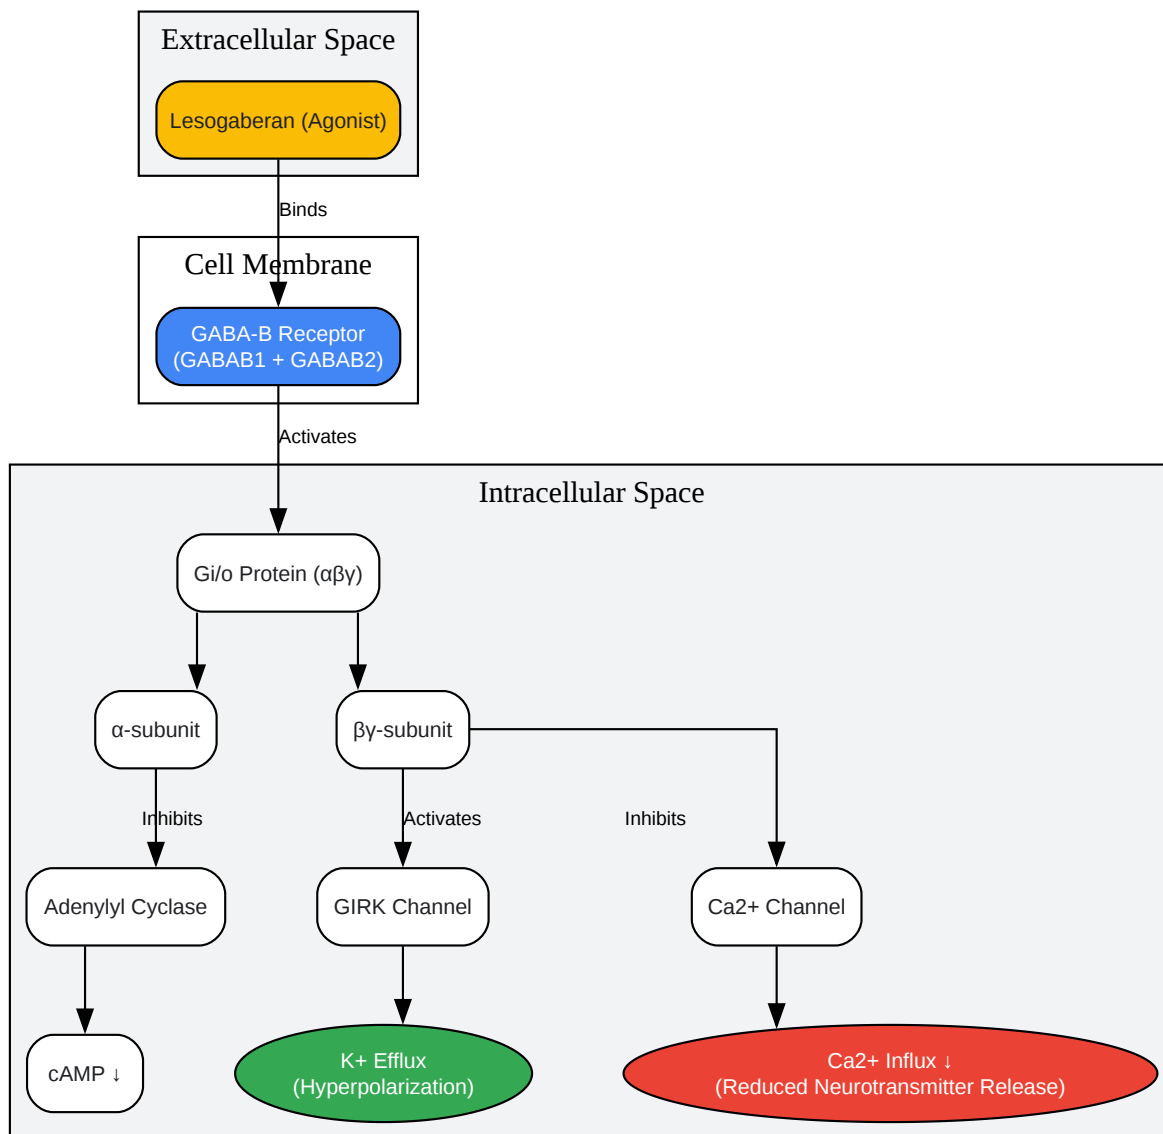 Extracellular Space
Lesogaberan (Agonist)
Binds
Cell Membrane
GABA-B Receptor
(GABAB1 + GABAB2)
Activates
Intracellular Space
Gi/o Protein (αβγ)
α-subunit
βγ-subunit
Inhibits
Activates
Inhibits
Adenylyl Cyclase
GIRK Channel
Ca2+ Channel
cAMP ↓
K+ Efflux
(Hyperpolarization)
Ca2+ Influx ↓
(Reduced Neurotransmitter Release)